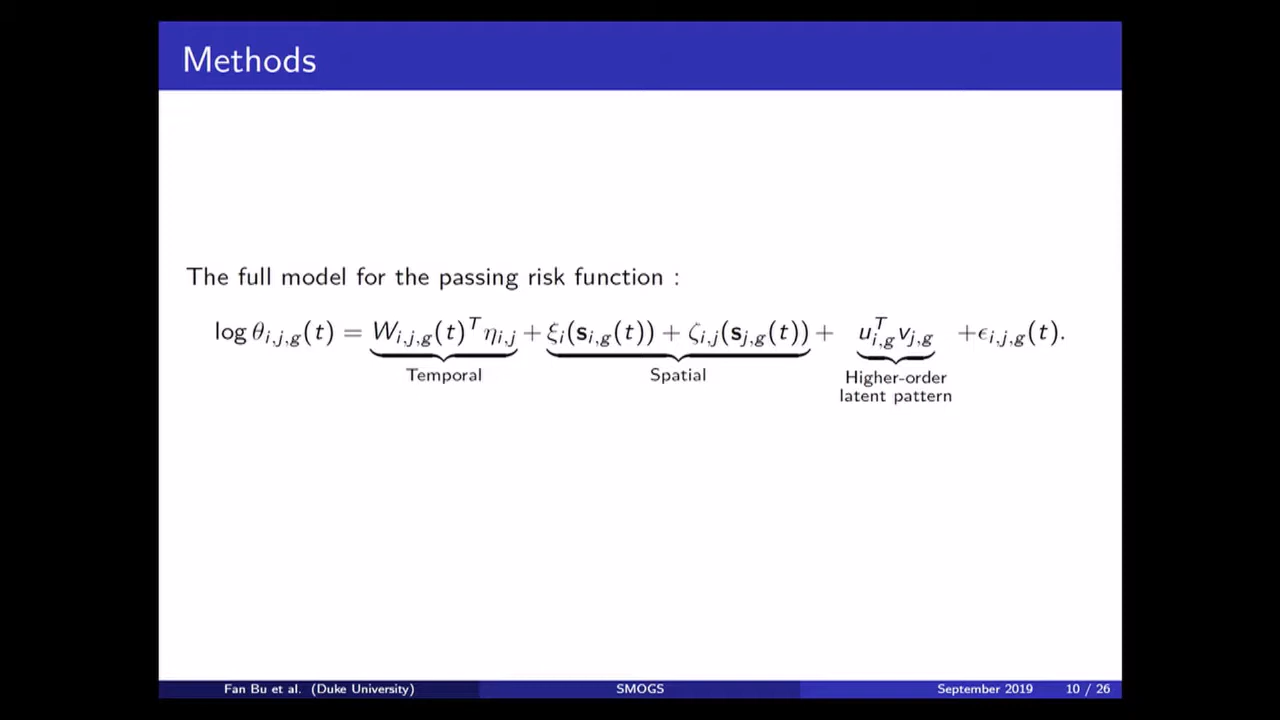 Methods
The full model for the passing risk function :
log θ_{i,j,g}(t) = W_{i,j,g}(t)^T η_{i,j} + ξ_i(s_{i,g}(t)) + ζ_{i,j}(s_{j,g}(t)) + u_{i,g}^T v_{j,g} + ϵ_{i,j,g}(t).
Temporal Spatial Higher-order
latent pattern
Fan Bu et al. (Duke University) SMOGS September 2019 10 / 26